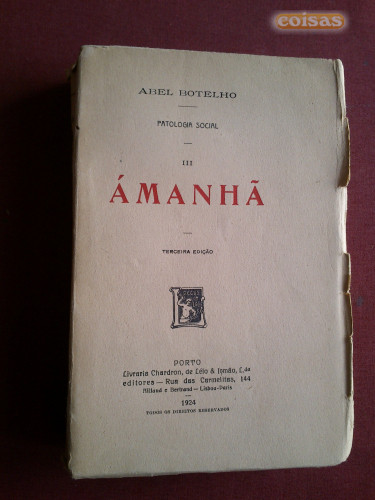 coisas
ABEL BOTELHO
PATOLOGIA SOCIAL
III
ÁMANHÃ
TERCEIRA EDIÇÃO
PORTO
Livraria Chardron, de Lélo & Irmão, L.da
editores — Rua das Carmelitas, 144
Aillaud e Bertrand — Lisboa-Paris
1924
TODOS OS DIREITOS RESERVADOS